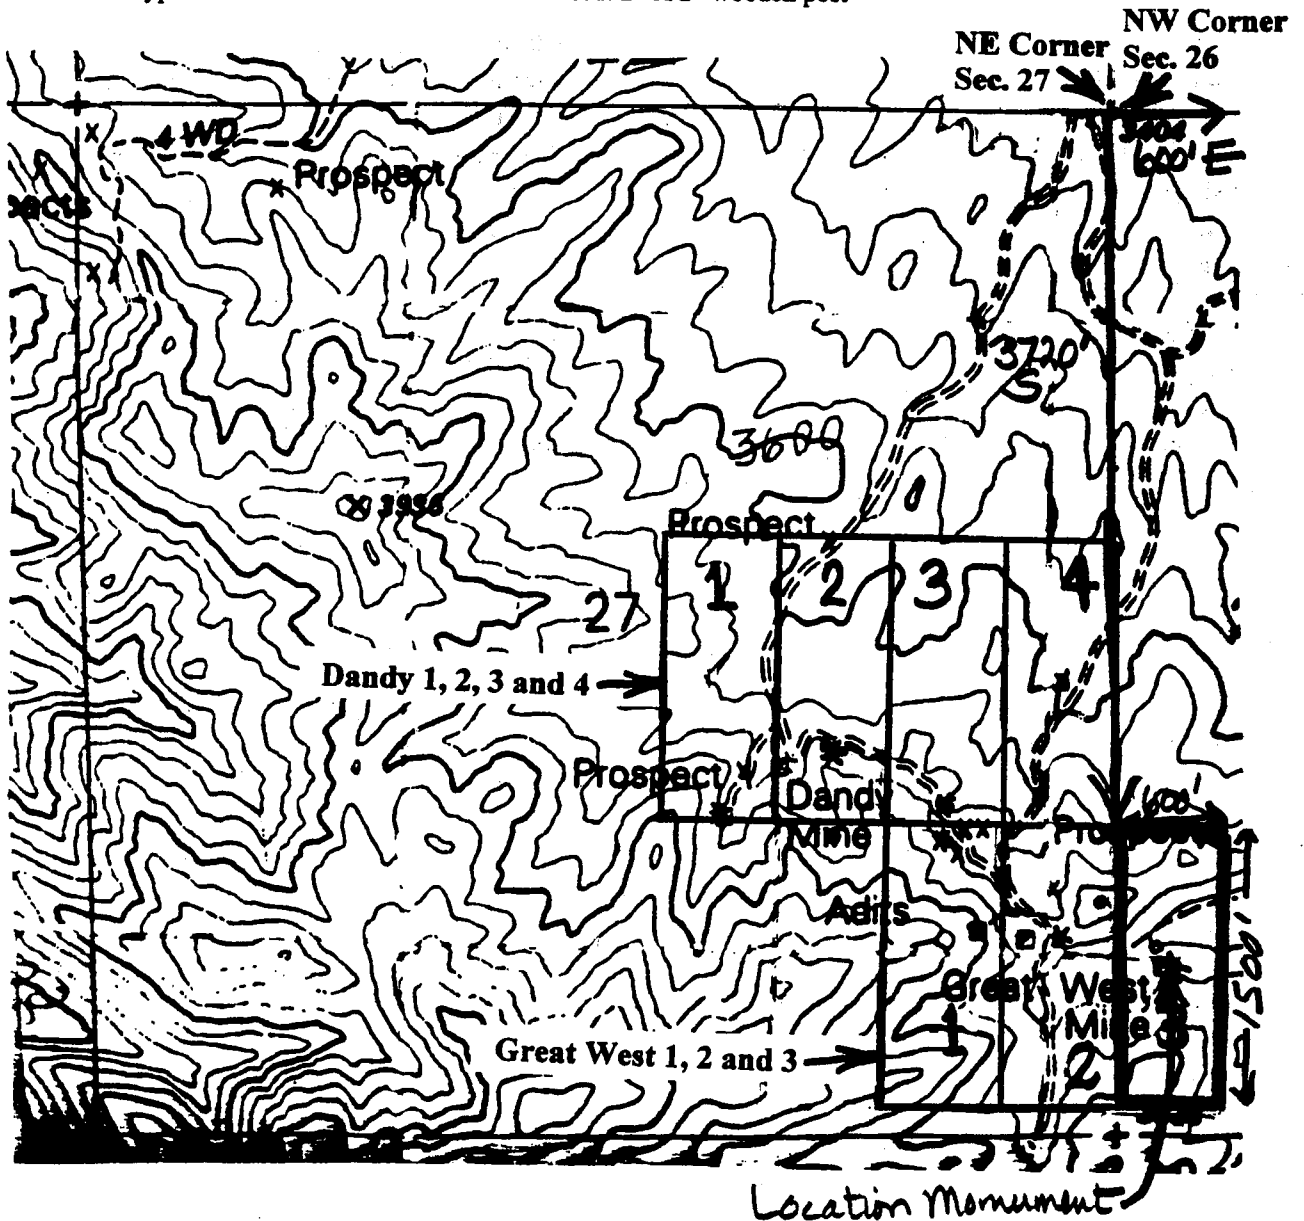 wooden post
NW Corner
Sec. 26
NE Corner
Sec. 27
3404
600' E
4 WD
Prospect
3720'
S
3600
3956
Prospect
1
2
3
4
27
Dandy 1, 2, 3 and 4
Prospect
Dandy
Mine
600'
Adits
1500'
Great West
Mine
1
2
3
Great West 1, 2 and 3
Location Monument